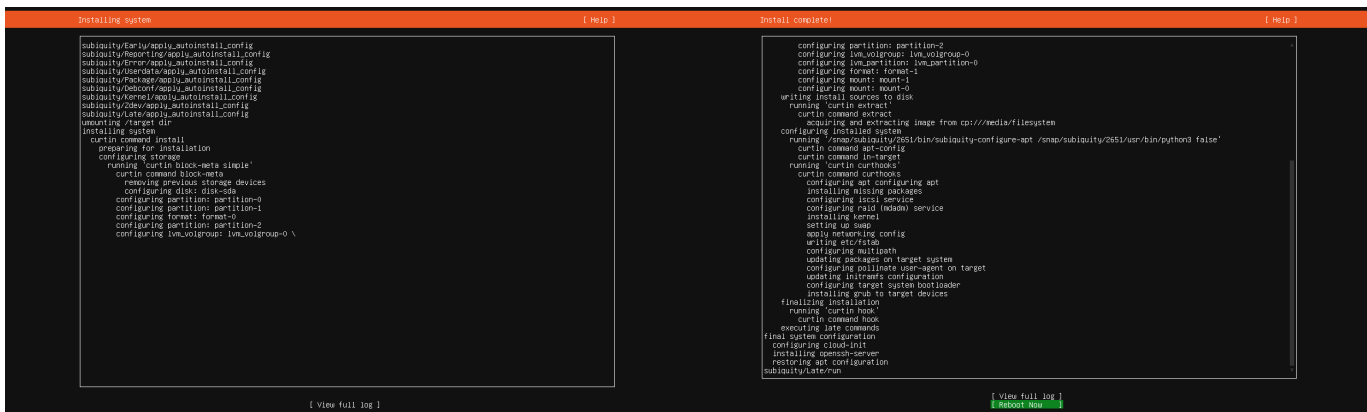 Installing system [ Help ]
subiquity/Early/apply_autoinstall_config
subiquity/Reporting/apply_autoinstall_config
subiquity/Error/apply_autoinstall_config
subiquity/Userdata/apply_autoinstall_config
subiquity/Package/apply_autoinstall_config
subiquity/Debconf/apply_autoinstall_config
subiquity/Kernel/apply_autoinstall_config
subiquity/Zdev/apply_autoinstall_config
subiquity/Late/apply_autoinstall_config
umounting /target dir
installing system
curtin command install
preparing for installation
configuring storage
running 'curtin block-meta simple'
curtin command block-meta
removing previous storage devices
configuring disk: disk-sda
configuring partition: partition-0
configuring partition: partition-1
configuring format: format-0
configuring partition: partition-2
configuring lvm_volgroup: lvm_volgroup-0 \
[ View full log ]
Install complete! [ Help ]
configuring partition: partition-2
configuring lvm_volgroup: lvm_volgroup-0
configuring lvm_partition: lvm_partition-0
configuring format: format-1
configuring mount: mount-1
configuring mount: mount-0
writing install sources to disk
running 'curtin extract'
curtin command extract
acquiring and extracting image from cp:///media/filesystem
configuring installed system
running '/snap/subiquity/2651/bin/subiquity-configure-apt /snap/subiquity/2651/usr/bin/python3 false'
curtin command apt-config
curtin command in-target
running 'curtin curthooks'
curtin command curthooks
configuring apt configuring apt
installing missing packages
configuring iscsi service
configuring raid (mdadm) service
installing kernel
setting up swap
apply networking config
writing etc/fstab
configuring multipath
updating packages on target system
configuring pollinate user-agent on target
updating initramfs configuration
configuring target system bootloader
installing grub to target devices
finalizing installation
running 'curtin hook'
curtin command hook
executing late commands
final system configuration
configuring cloud-init
installing openssh-server
restoring apt configuration
subiquity/Late/run
[ View full log ]
[ Reboot Now ]